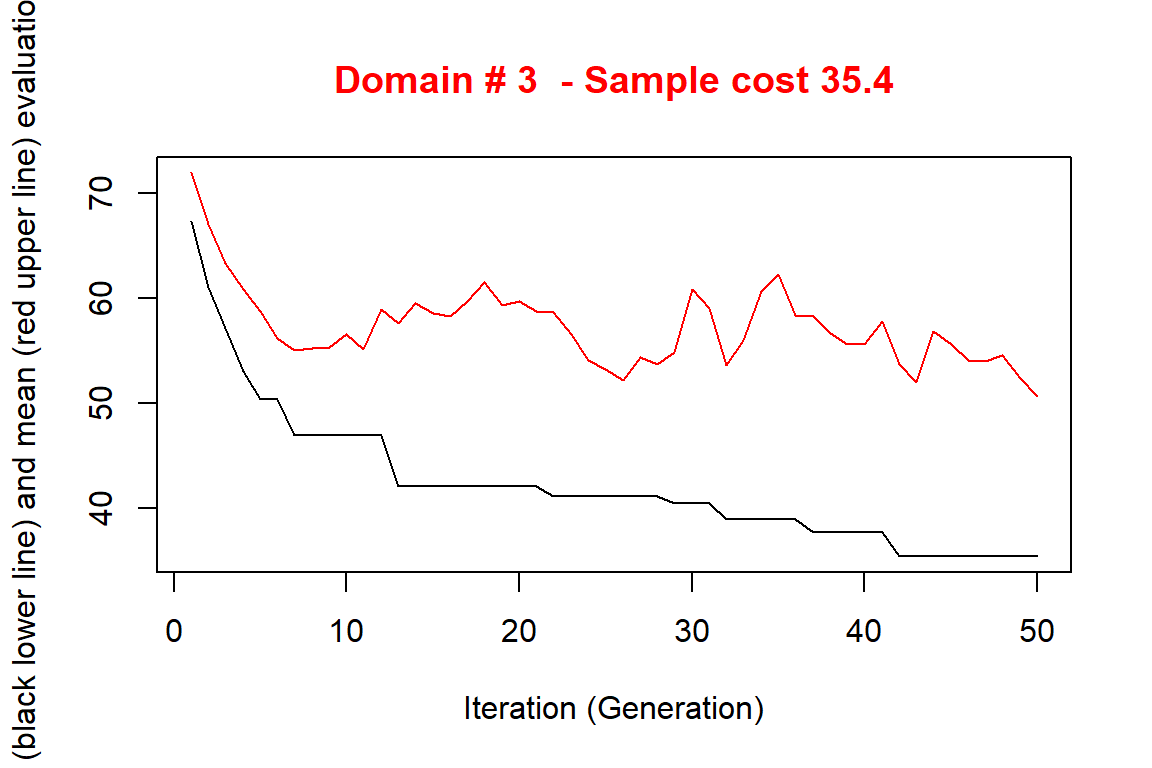 Domain # 3  - Sample cost 35.4
(black lower line) and mean (red upper line) evaluatio
70
60
50
40
0 10 20 30 40 50
Iteration (Generation)